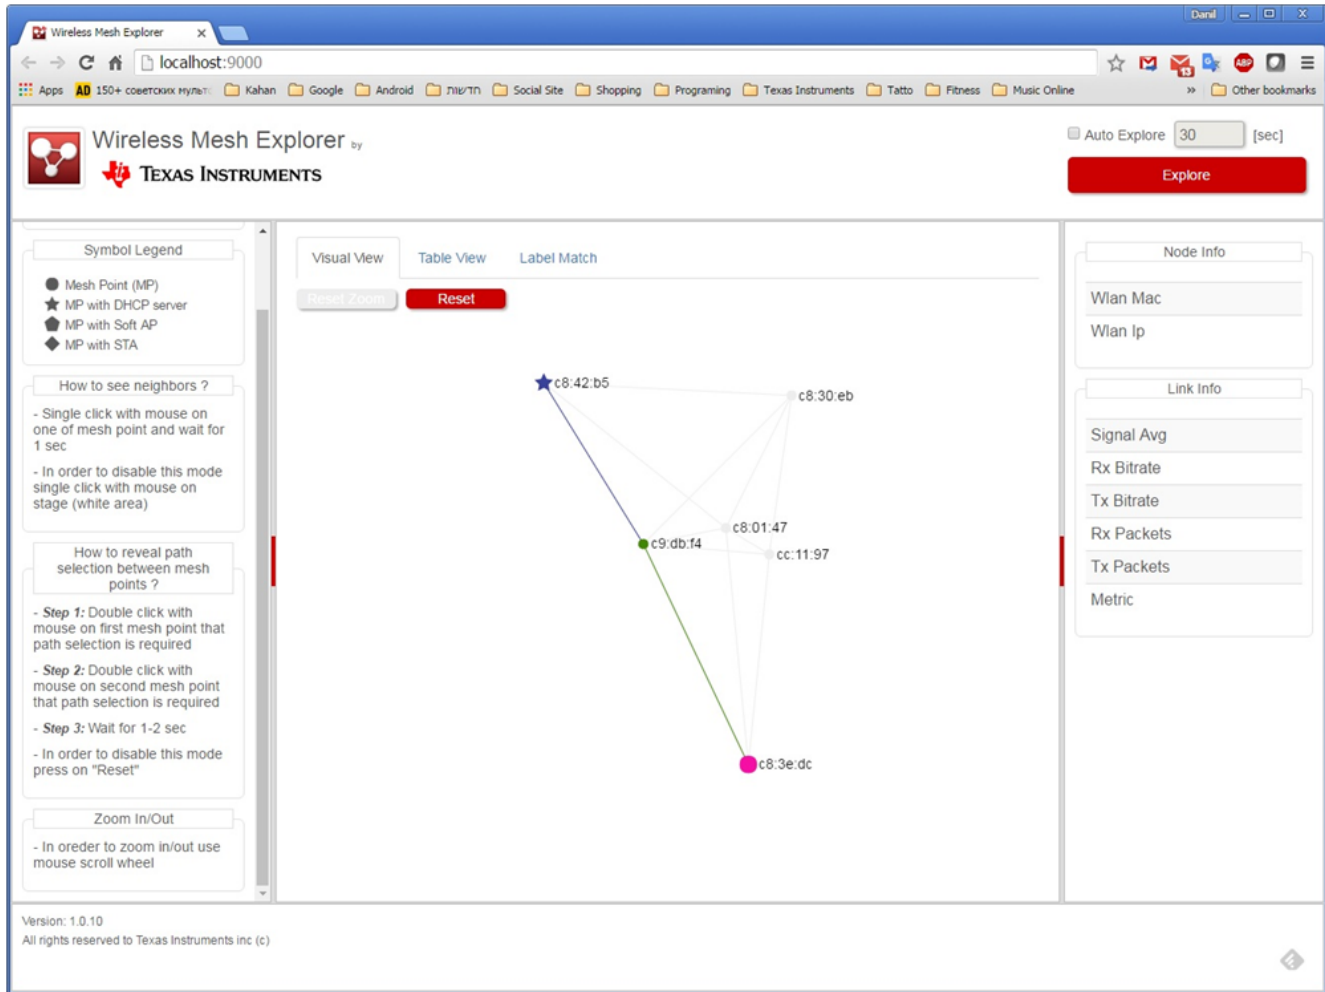 Danil
Wireless Mesh Explorer
localhost:9000
13
ABP
Apps
AD 150+ советских мульт
Kahan
Google
Android
חדשות
Social Site
Shopping
Programing
Texas Instruments
Tatto
Fitness
Music Online
»
Other bookmarks
Wireless Mesh Explorer by
TEXAS INSTRUMENTS
Auto Explore 30 [sec]
Explore
Symbol Legend
Mesh Point (MP)
MP with DHCP server
MP with Soft AP
MP with STA
How to see neighbors ?
- Single click with mouse on
one of mesh point and wait for
1 sec
- In order to disable this mode
single click with mouse on
stage (white area)
How to reveal path
selection between mesh
points ?
- Step 1: Double click with
mouse on first mesh point that
path selection is required
- Step 2: Double click with
mouse on second mesh point
that path selection is required
- Step 3: Wait for 1-2 sec
- In order to disable this mode
press on "Reset"
Zoom In/Out
- In oreder to zoom in/out use
mouse scroll wheel
Visual View
Table View
Label Match
Reset Zoom
Reset
c8:42:b5
c8:30:eb
c8:01:47
c9:db:f4
cc:11:97
c8:3e:dc
Node Info
Wlan Mac
Wlan Ip
Link Info
Signal Avg
Rx Bitrate
Tx Bitrate
Rx Packets
Tx Packets
Metric
Version: 1.0.10
All rights reserved to Texas Instruments inc (c)